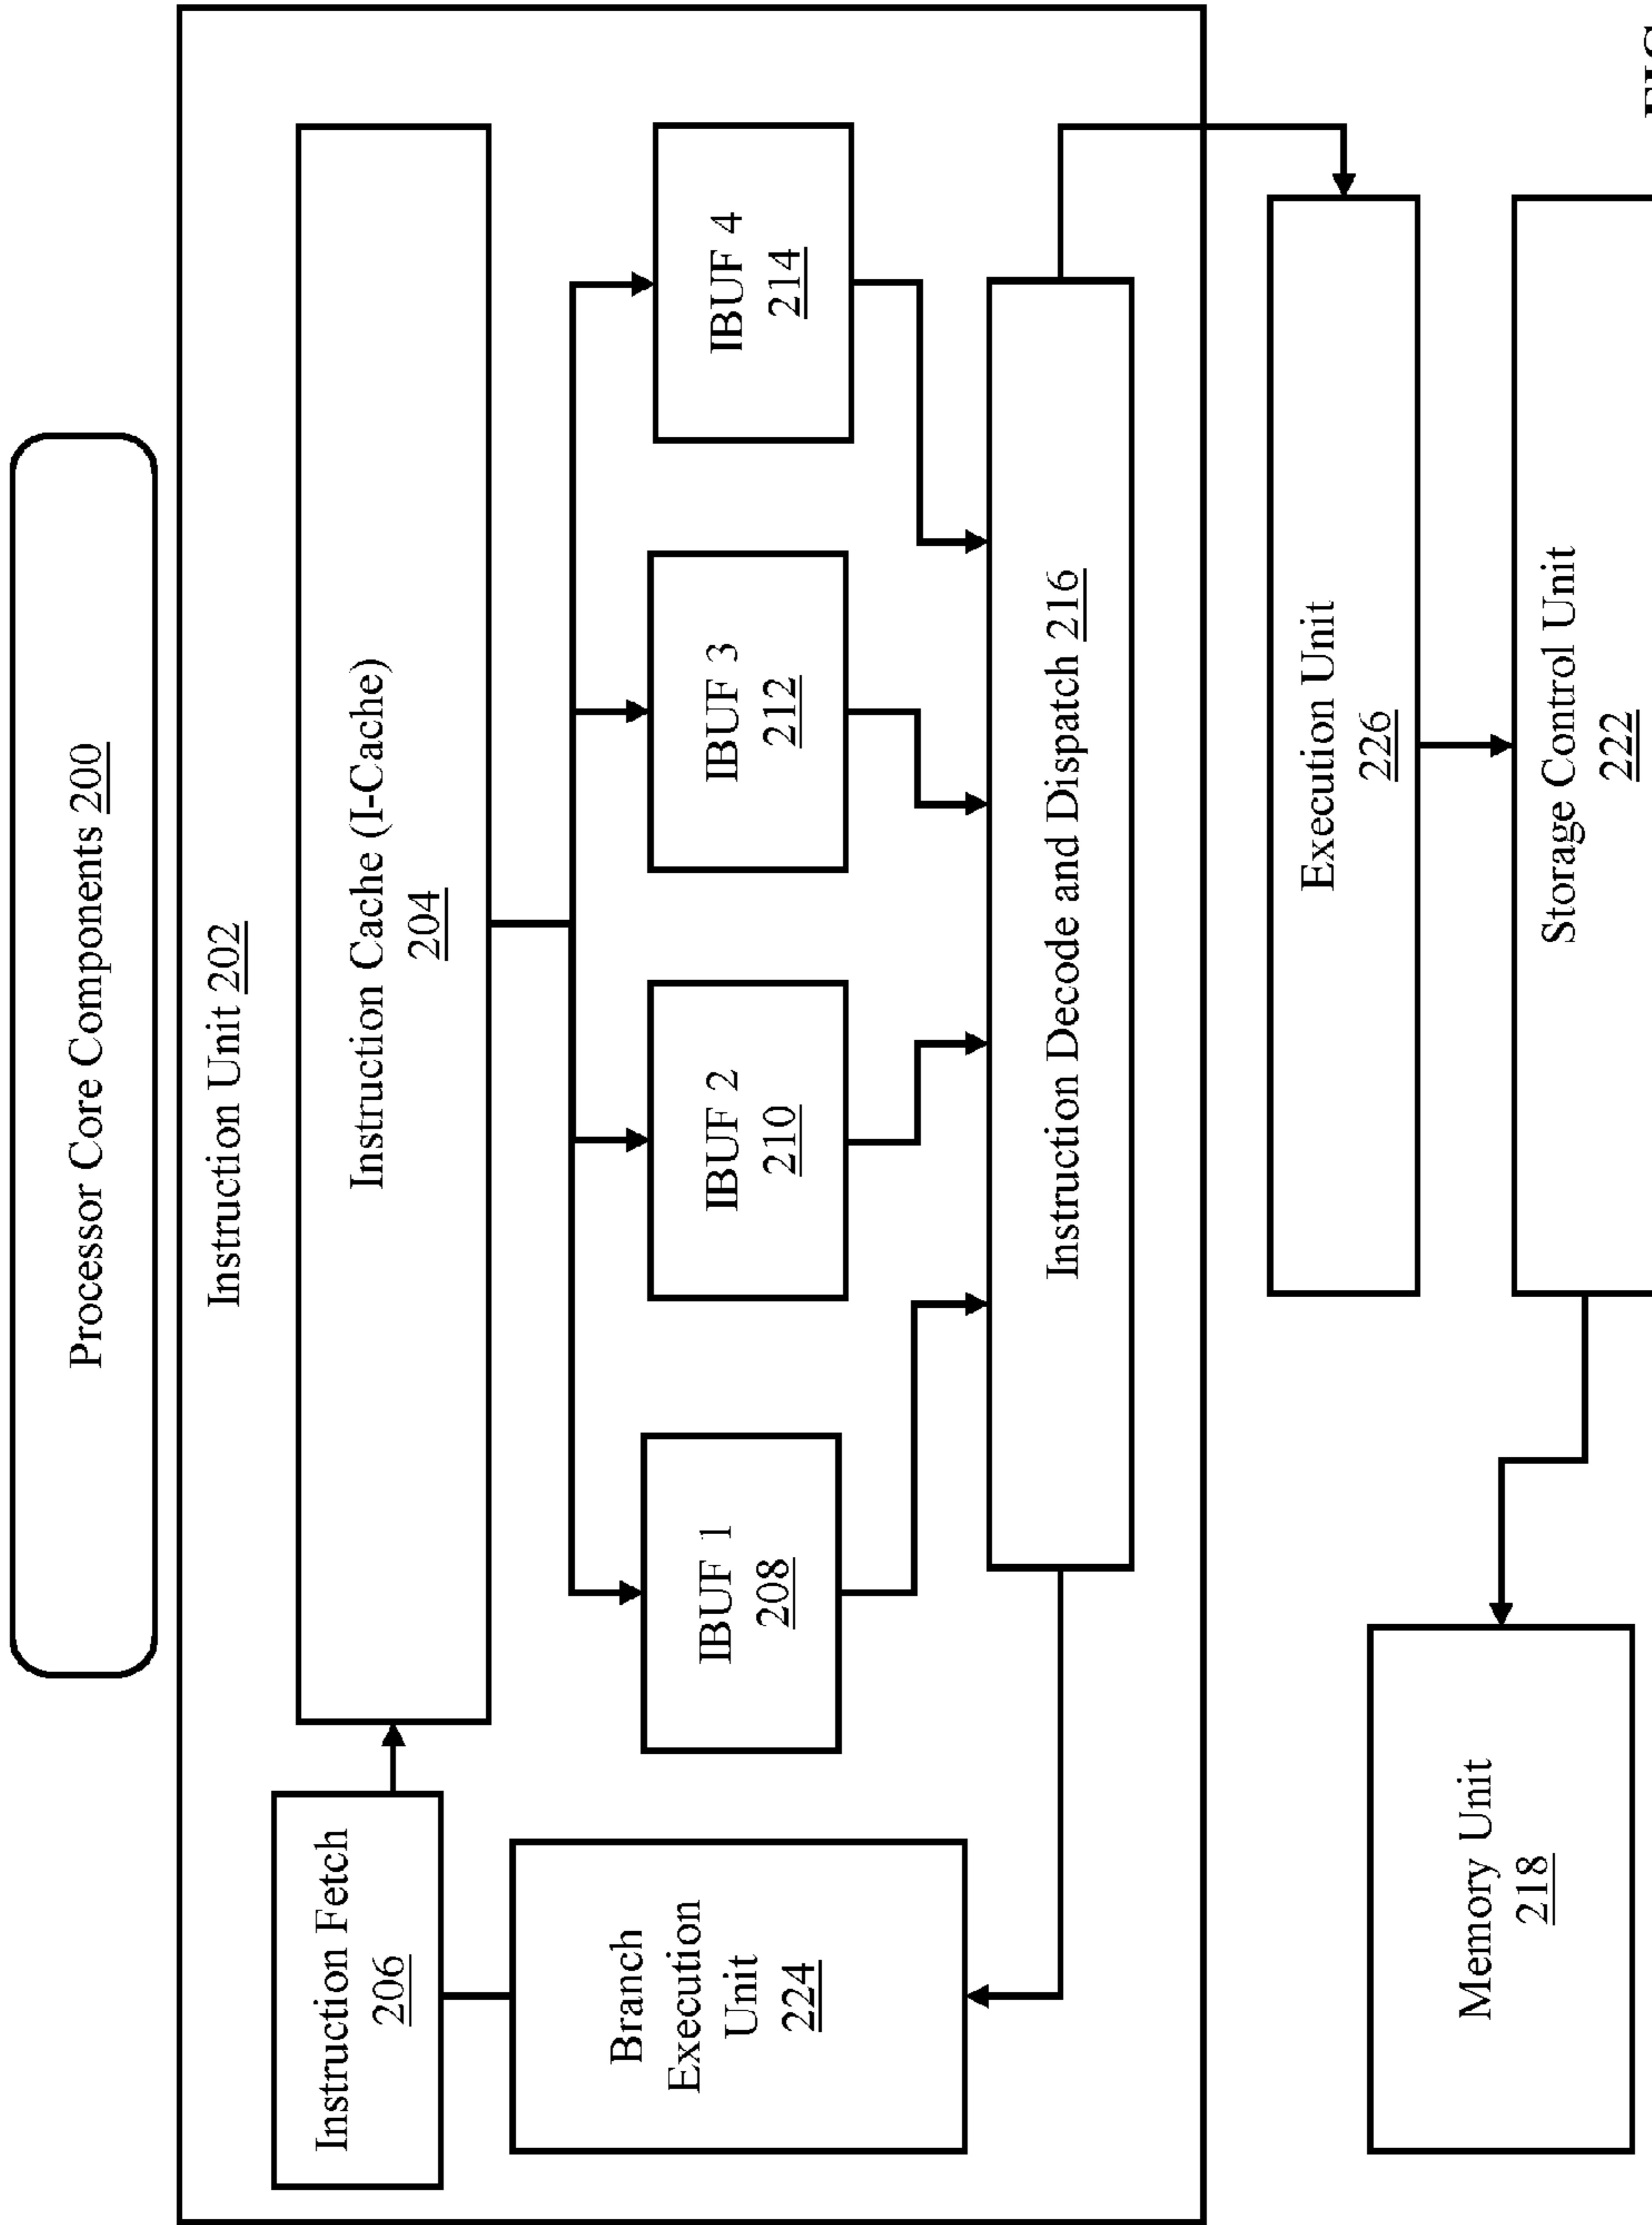 Processor Core Components 200
Instruction Unit 202
Instruction Fetch
206
Instruction Cache (I-Cache)
204
Branch
Execution
Unit
224
IBUF 1
208
IBUF 2
210
IBUF 3
212
IBUF 4
214
Instruction Decode and Dispatch 216
Execution Unit
226
Memory Unit
218
Storage Control Unit
222